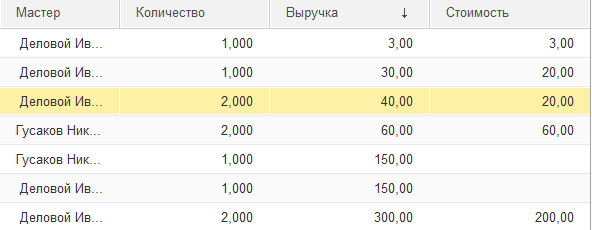 Мастер Количество Выручка ↓ Стоимость
Деловой Ив... 1,000 3,00 3,00
Деловой Ив... 1,000 30,00 20,00
Деловой Ив... 2,000 40,00 20,00
Гусаков Ник... 2,000 60,00 60,00
Гусаков Ник... 1,000 150,00
Деловой Ив... 1,000 150,00
Деловой Ив... 2,000 300,00 200,00